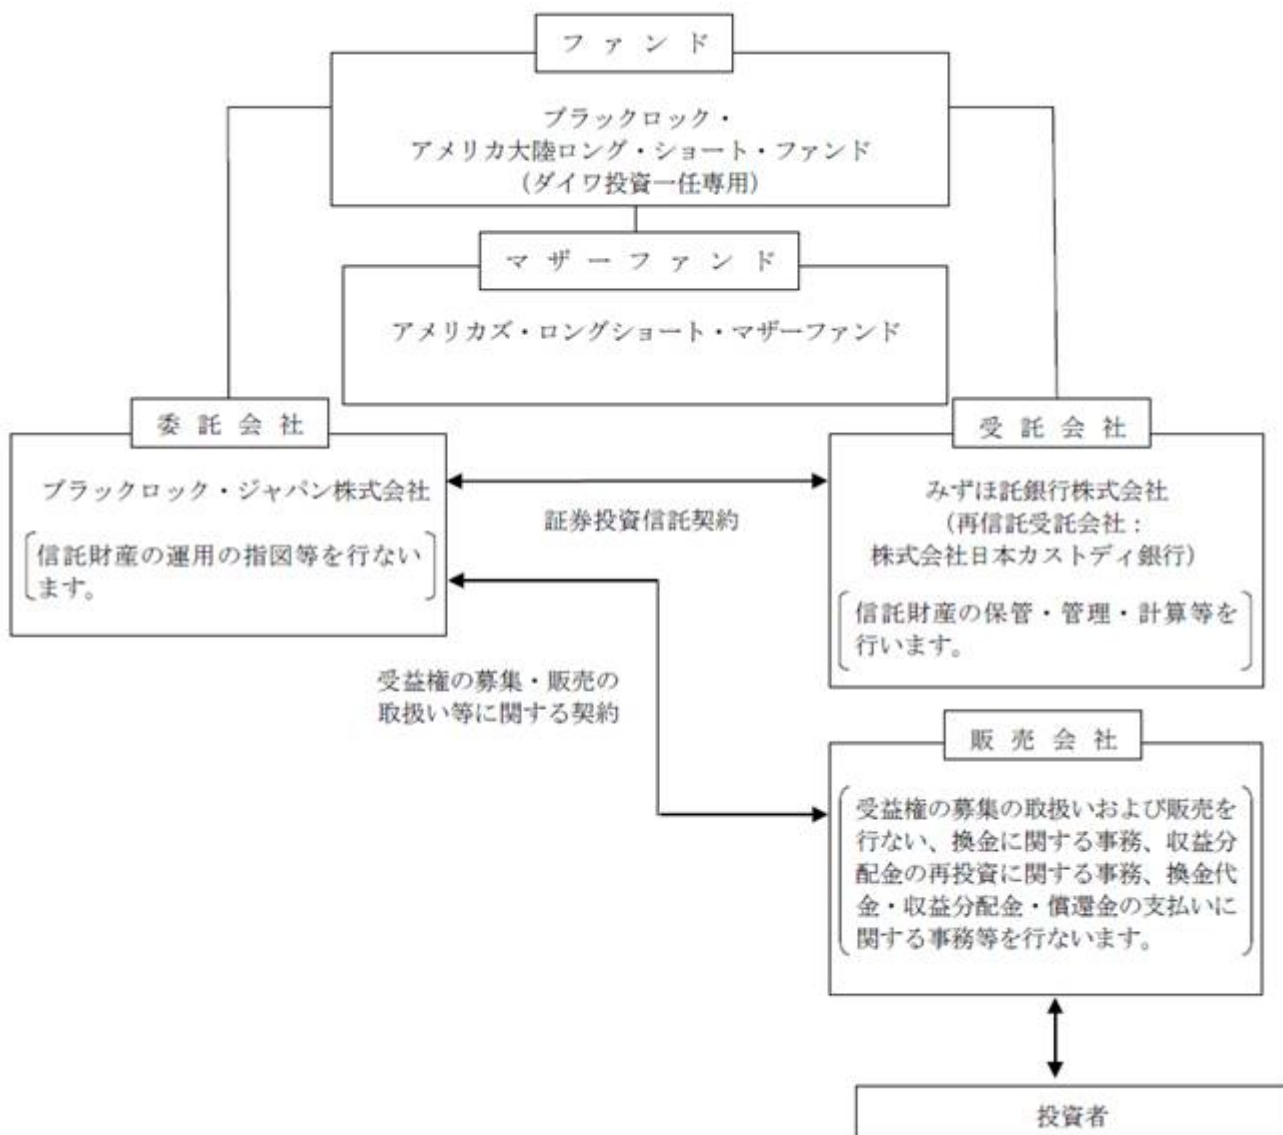 ファンド
ブラックロック・
アメリカ大陸ロング・ショート・ファンド
(ダイワ投資一任専用)
マザーファンド
アメリカズ・ロングショート・マザーファンド
委託会社
ブラックロック・ジャパン株式会社
信託財産の運用の指図等を行ない
ます。
証券投資信託契約
受託会社
みずほ託銀行株式会社
(再信託受託会社:
株式会社日本カストディ銀行)
信託財産の保管・管理・計算等を
行います。
受益権の募集・販売の
取扱い等に関する契約
販売会社
受益権の募集の取扱いおよび販売を
行ない、換金に関する事務、収益分
配金の再投資に関する事務、換金代
金・収益分配金・償還金の支払いに
関する事務等を行ないます。
投資者